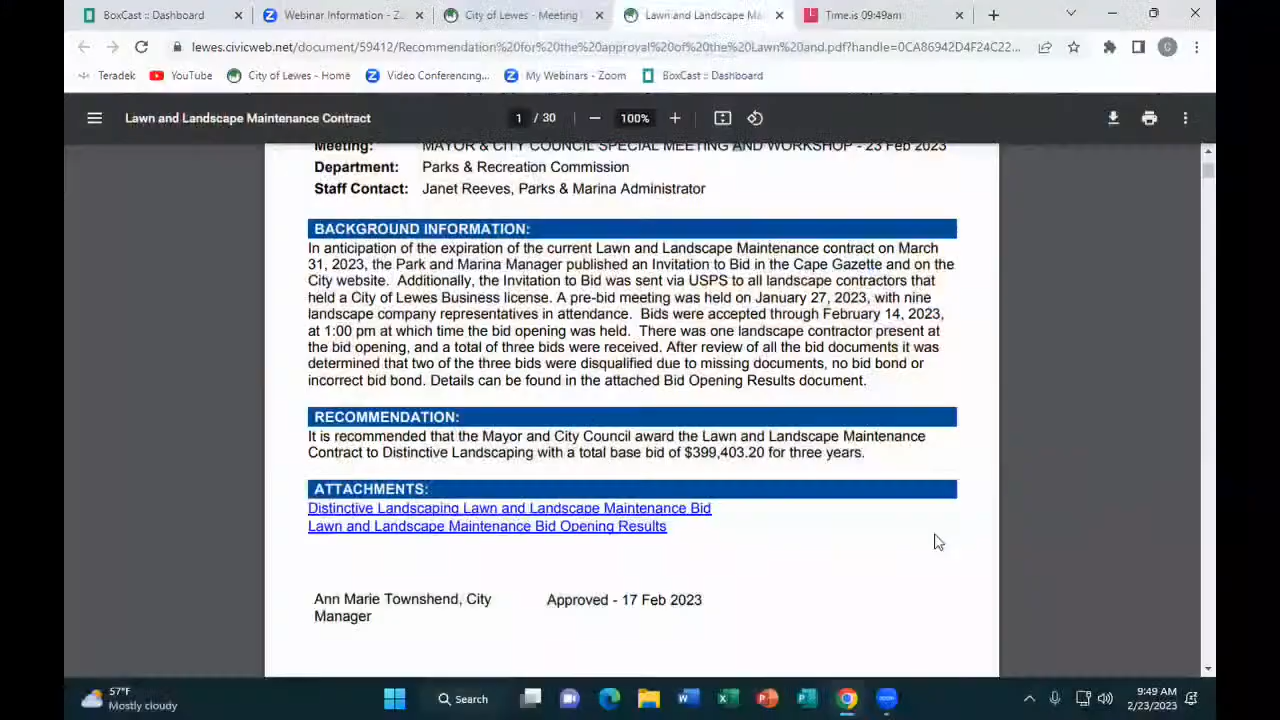 BoxCast :: Dashboard
Webinar Information - Z...
City of Lewes - Meeting
Lawn and Landscape Ma
Time.is 09:49am
lewes.civicweb.net/document/59412/Recommendation%20for%20the%20approval%20of%20the%20Lawn%20and.pdf?handle=0CA86942D4F24C22...
C
Teradek
YouTube
City of Lewes - Home
Video Conferencing,...
My Webinars - Zoom
BoxCast :: Dashboard
Lawn and Landscape Maintenance Contract
1 / 30
100%
Meeting: MAYOR & CITY COUNCIL SPECIAL MEETING AND WORKSHOP - 23 Feb 2023
Department: Parks & Recreation Commission
Staff Contact: Janet Reeves, Parks & Marina Administrator
BACKGROUND INFORMATION:
In anticipation of the expiration of the current Lawn and Landscape Maintenance contract on March
31, 2023, the Park and Marina Manager published an Invitation to Bid in the Cape Gazette and on the
City website. Additionally, the Invitation to Bid was sent via USPS to all landscape contractors that
held a City of Lewes Business license. A pre-bid meeting was held on January 27, 2023, with nine
landscape company representatives in attendance. Bids were accepted through February 14, 2023,
at 1:00 pm at which time the bid opening was held. There was one landscape contractor present at
the bid opening, and a total of three bids were received. After review of all the bid documents it was
determined that two of the three bids were disqualified due to missing documents, no bid bond or
incorrect bid bond. Details can be found in the attached Bid Opening Results document.
RECOMMENDATION:
It is recommended that the Mayor and City Council award the Lawn and Landscape Maintenance
Contract to Distinctive Landscaping with a total base bid of $399,403.20 for three years.
ATTACHMENTS:
Distinctive Landscaping Lawn and Landscape Maintenance Bid
Lawn and Landscape Maintenance Bid Opening Results
Ann Marie Townshend, City
Manager
Approved - 17 Feb 2023
57°F
Mostly cloudy
Search
9:49 AM
2/23/2023